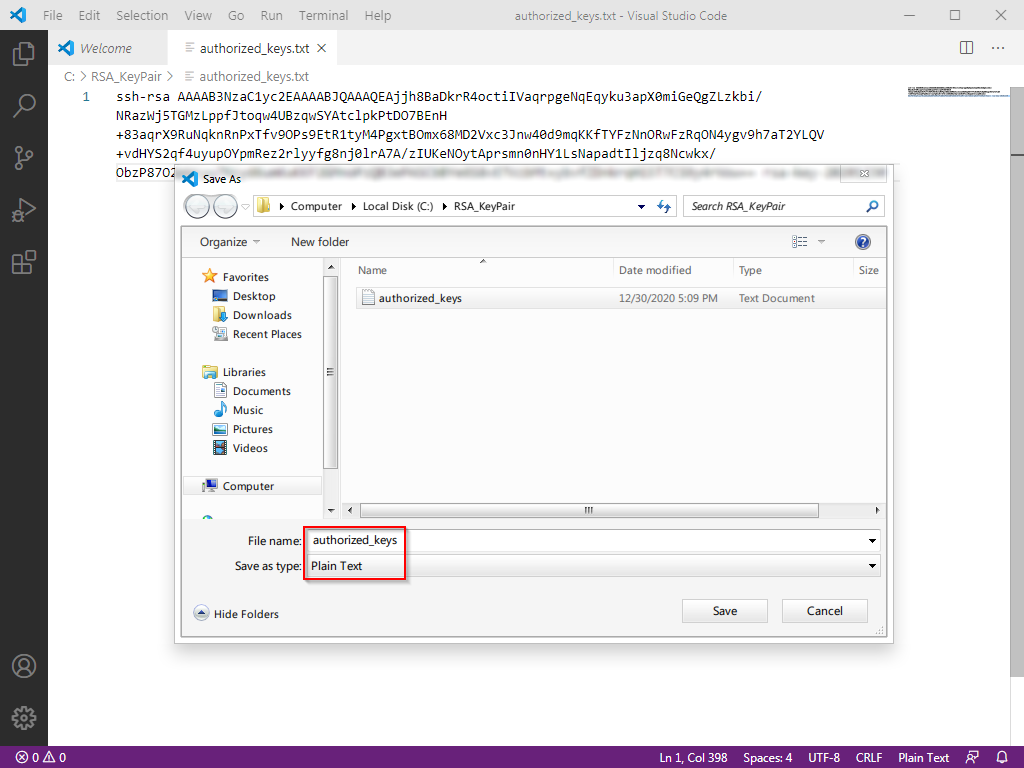 File Edit Selection View Go Run Terminal Help authorized_keys.txt - Visual Studio Code
Welcome authorized_keys.txt
C: > RSA_KeyPair > authorized_keys.txt
1 ssh-rsa AAAAB3NzaC1yc2EAAAABJQAAAQEAjjh8BaDkrR4octiIVaqrpgeNqEqyku3apX0miGeQgZLzkbi/
NRazWj5TGMzLppfJtoqw4UBzqwSYAtclpkPtDO7BEnH
+83aqrX9RuNqknRnPxTfv9OPs9EtR1tyM4PgxtBOmx68MD2Vxc3Jnw40d9mqKKfTYFzNnORwFzRqON4ygv9h7aT2YLQV
+vdHYS2qf4uyupOYpmRez2rlyyfg8nj0lrA7A/zIUKeNOytAprsmn0nHY1LsNapadtIljzq8Ncwkx/
ObzP87O2
Save As
Computer Local Disk (C:) RSA_KeyPair Search RSA_KeyPair
Organize New folder
Name Date modified Type Size
authorized_keys 12/30/2020 5:09 PM Text Document
Favorites
Desktop
Downloads
Recent Places
Libraries
Documents
Music
Pictures
Videos
Computer
File name: authorized_keys
Save as type: Plain Text
Hide Folders Save Cancel
0 0 Ln 1, Col 398 Spaces: 4 UTF-8 CRLF Plain Text